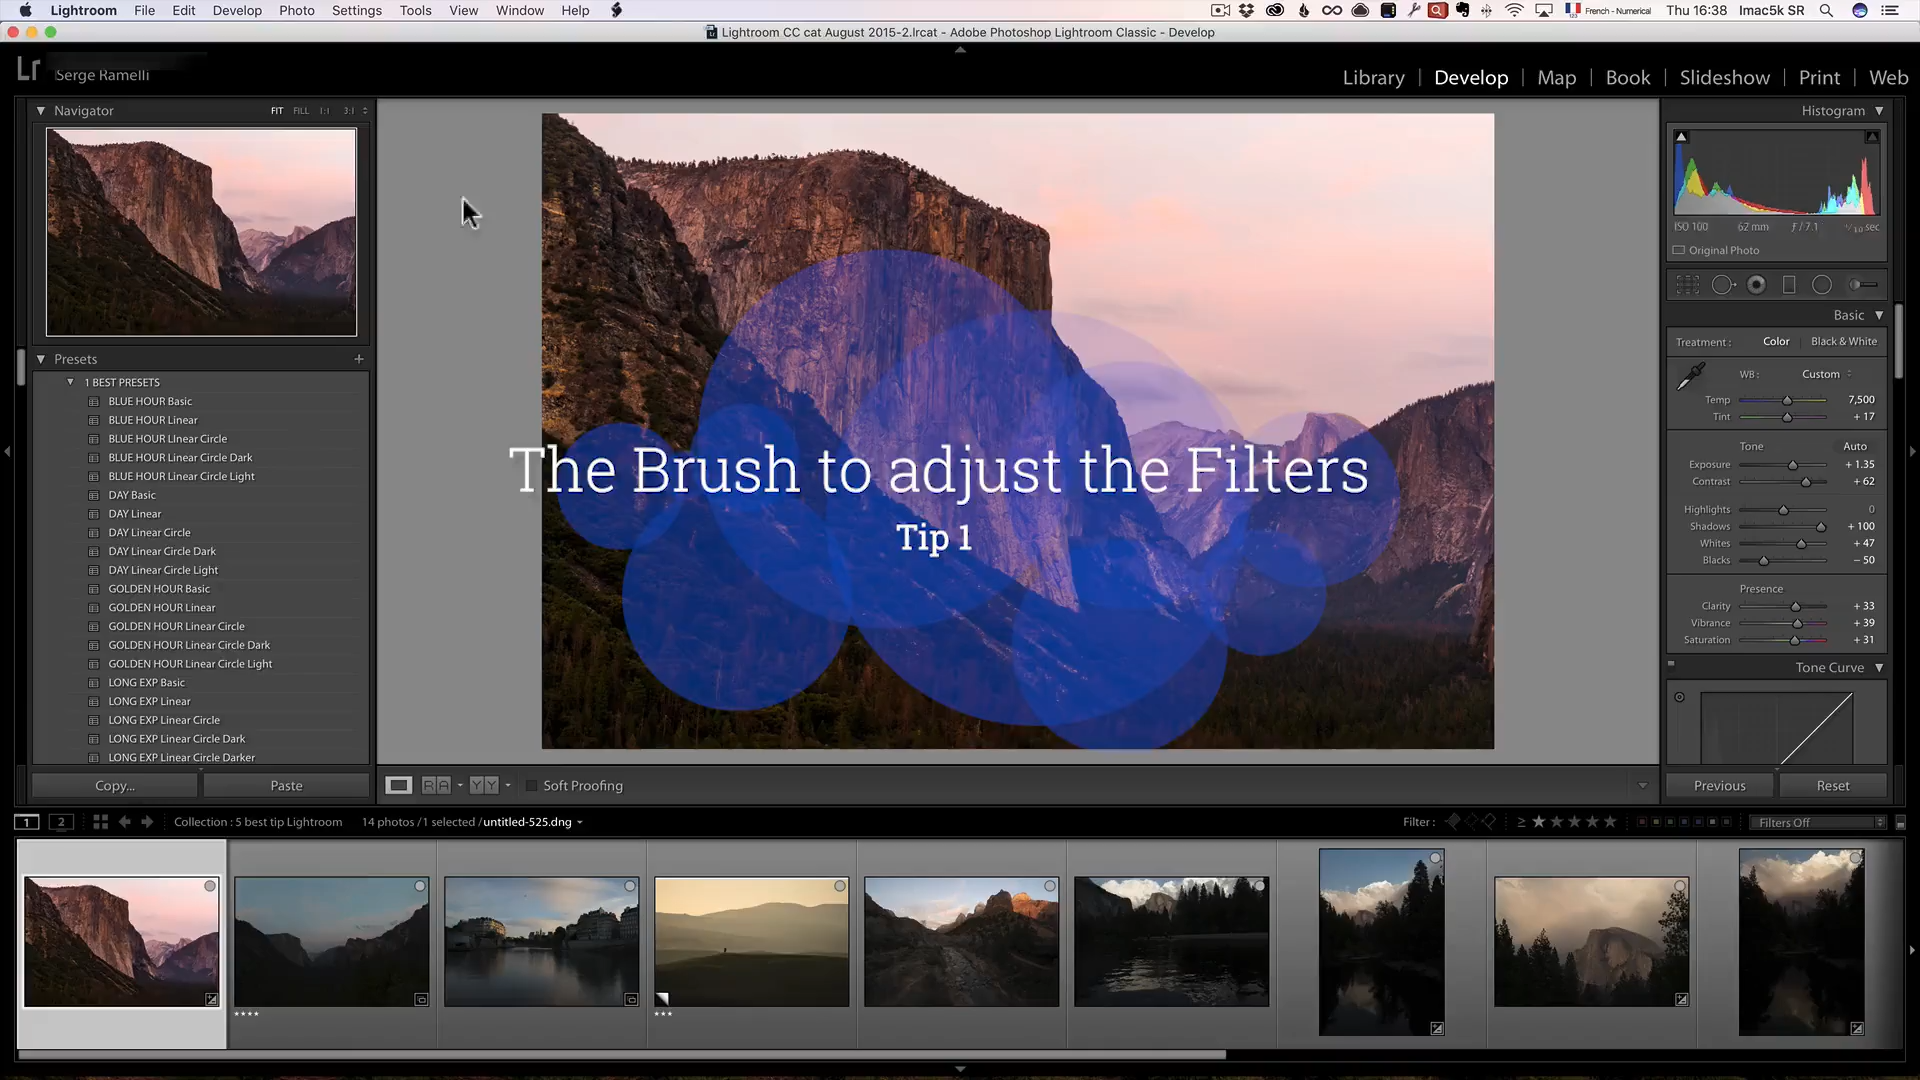 Lightroom File Edit Develop Photo Settings Tools View Window Help
French - Numerical Thu 16:38 Imac5k SR
Lightroom CC cat August 2015-2.lrcat - Adobe Photoshop Lightroom Classic - Develop
Lr Serge Ramelli
Library | Develop | Map | Book | Slideshow | Print | Web
Navigator FIT FILL 1:1 3:1
Presets +
1 BEST PRESETS
BLUE HOUR Basic
BLUE HOUR Linear
BLUE HOUR LInear Circle
BLUE HOUR Linear Circle Dark
BLUE HOUR Linear Circle Light
DAY Basic
DAY Linear
DAY Linear Circle
DAY Linear Circle Dark
DAY Linear Circle Light
GOLDEN HOUR Basic
GOLDEN HOUR Linear
GOLDEN HOUR Linear Circle
GOLDEN HOUR Linear Circle Dark
GOLDEN HOUR Linear Circle Light
LONG EXP Basic
LONG EXP Linear
LONG EXP Linear Circle
LONG EXP Linear Circle Dark
LONG EXP Linear Circle Darker
Copy... Paste
The Brush to adjust the Filters
Tip 1
Soft Proofing
Histogram
ISO 100 62 mm ƒ / 7.1 1/10 sec
Original Photo
Basic
Treatment : Color | Black & White
WB : Custom
Temp 7,500
Tint + 17
Tone Auto
Exposure + 1.35
Contrast + 62
Highlights 0
Shadows + 100
Whites + 47
Blacks − 50
Presence
Clarity + 33
Vibrance + 39
Saturation + 31
Tone Curve
Previous Reset
1 2 Collection : 5 best tip Lightroom 14 photos / 1 selected / untitled-525.dng
Filter : ≥ ★ ★ ★ ★ ★ Filters Off